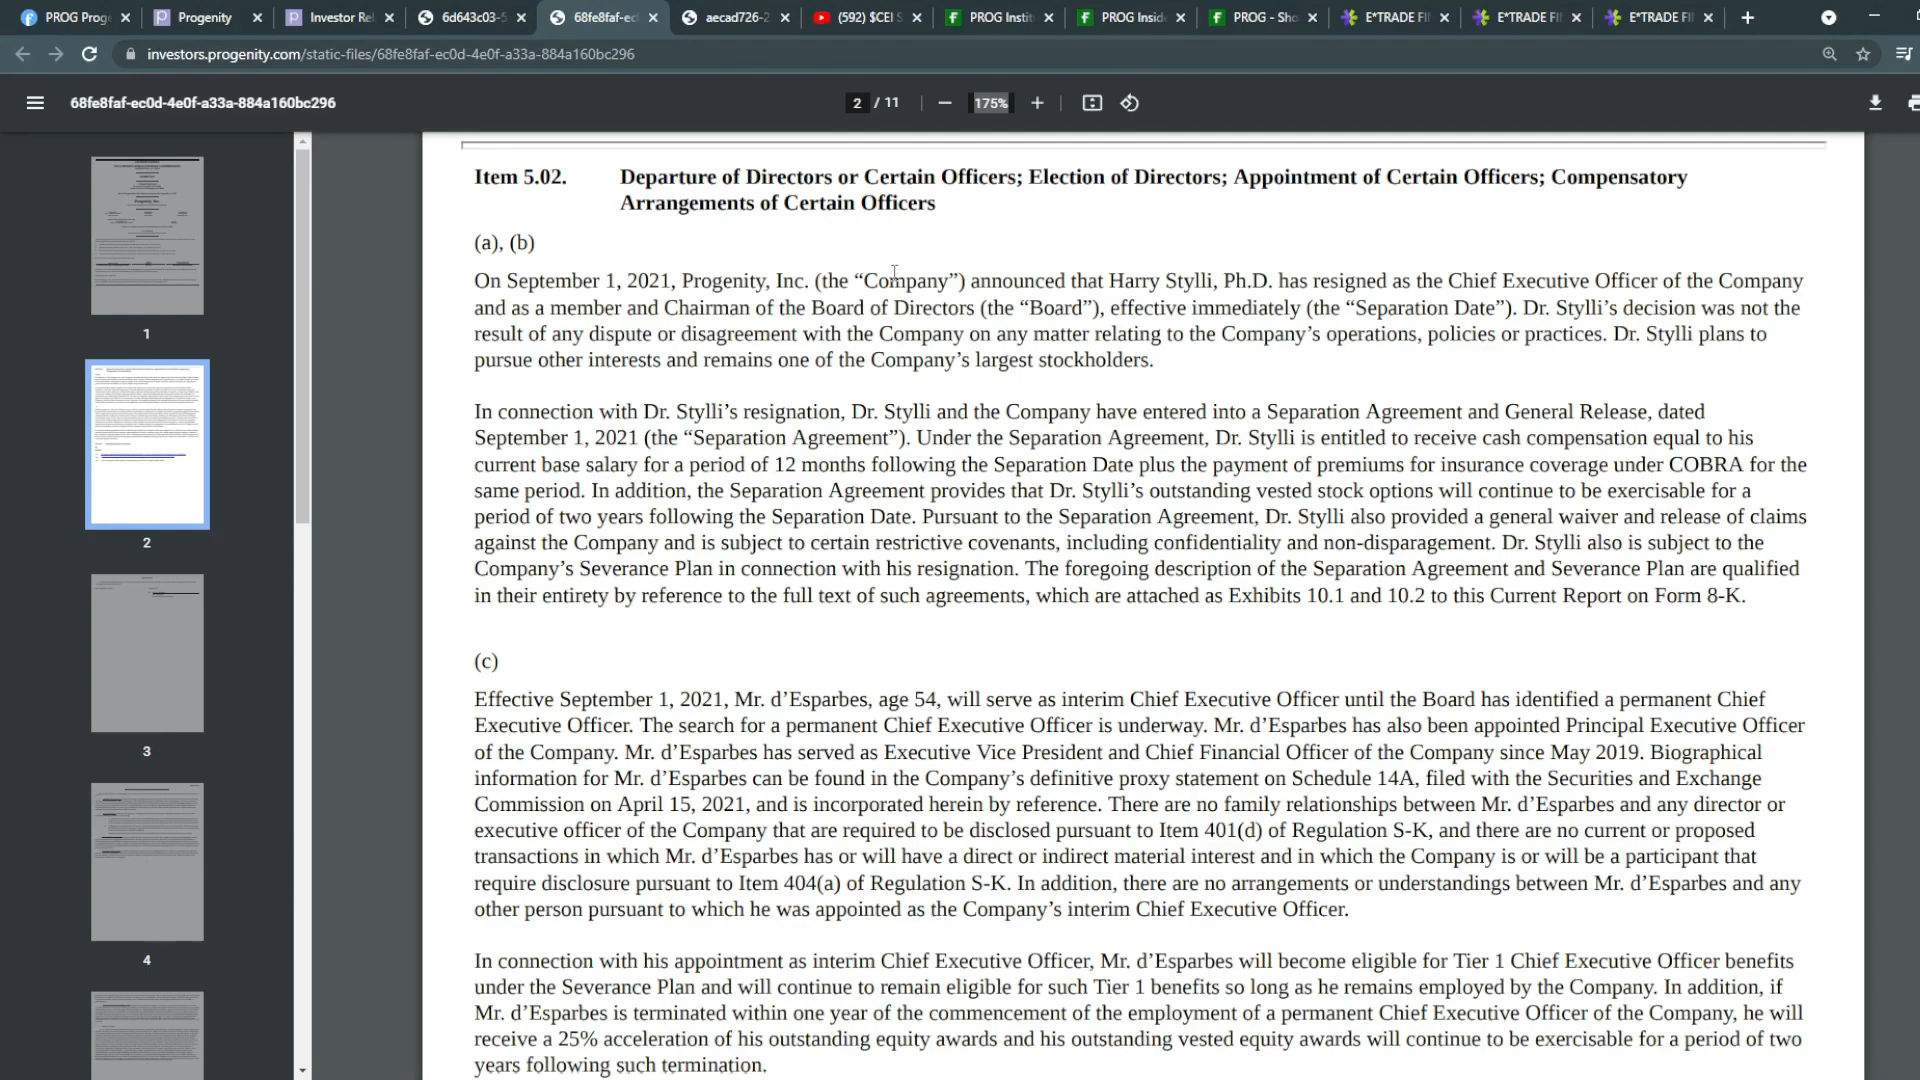 PROG Prog
Progenity
Investor Re
6d643c03-5
68fe8faf-ec
aecad726-2
(592) $CEI S
PROG Instit
PROG Inside
PROG - Sho
E*TRADE FI
E*TRADE FI
E*TRADE FI
investors.progenity.com/static-files/68fe8faf-ec0d-4e0f-a33a-884a160bc296
68fe8faf-ec0d-4e0f-a33a-884a160bc296
2 / 11
175%
Item 5.02. Departure of Directors or Certain Officers; Election of Directors; Appointment of Certain Officers; Compensatory
Arrangements of Certain Officers
(a), (b)
On September 1, 2021, Progenity, Inc. (the “Company”) announced that Harry Stylli, Ph.D. has resigned as the Chief Executive Officer of the Company
and as a member and Chairman of the Board of Directors (the “Board”), effective immediately (the “Separation Date”). Dr. Stylli’s decision was not the
result of any dispute or disagreement with the Company on any matter relating to the Company’s operations, policies or practices. Dr. Stylli plans to
pursue other interests and remains one of the Company’s largest stockholders.
In connection with Dr. Stylli’s resignation, Dr. Stylli and the Company have entered into a Separation Agreement and General Release, dated
September 1, 2021 (the “Separation Agreement”). Under the Separation Agreement, Dr. Stylli is entitled to receive cash compensation equal to his
current base salary for a period of 12 months following the Separation Date plus the payment of premiums for insurance coverage under COBRA for the
same period. In addition, the Separation Agreement provides that Dr. Stylli’s outstanding vested stock options will continue to be exercisable for a
period of two years following the Separation Date. Pursuant to the Separation Agreement, Dr. Stylli also provided a general waiver and release of claims
against the Company and is subject to certain restrictive covenants, including confidentiality and non-disparagement. Dr. Stylli also is subject to the
Company’s Severance Plan in connection with his resignation. The foregoing description of the Separation Agreement and Severance Plan are qualified
in their entirety by reference to the full text of such agreements, which are attached as Exhibits 10.1 and 10.2 to this Current Report on Form 8-K.
(c)
Effective September 1, 2021, Mr. d’Esparbes, age 54, will serve as interim Chief Executive Officer until the Board has identified a permanent Chief
Executive Officer. The search for a permanent Chief Executive Officer is underway. Mr. d’Esparbes has also been appointed Principal Executive Officer
of the Company. Mr. d’Esparbes has served as Executive Vice President and Chief Financial Officer of the Company since May 2019. Biographical
information for Mr. d’Esparbes can be found in the Company’s definitive proxy statement on Schedule 14A, filed with the Securities and Exchange
Commission on April 15, 2021, and is incorporated herein by reference. There are no family relationships between Mr. d’Esparbes and any director or
executive officer of the Company that are required to be disclosed pursuant to Item 401(d) of Regulation S-K, and there are no current or proposed
transactions in which Mr. d’Esparbes has or will have a direct or indirect material interest and in which the Company is or will be a participant that
require disclosure pursuant to Item 404(a) of Regulation S-K. In addition, there are no arrangements or understandings between Mr. d’Esparbes and any
other person pursuant to which he was appointed as the Company’s interim Chief Executive Officer.
In connection with his appointment as interim Chief Executive Officer, Mr. d’Esparbes will become eligible for Tier 1 Chief Executive Officer benefits
under the Severance Plan and will continue to remain eligible for such Tier 1 benefits so long as he remains employed by the Company. In addition, if
Mr. d’Esparbes is terminated within one year of the commencement of the employment of a permanent Chief Executive Officer of the Company, he will
receive a 25% acceleration of his outstanding equity awards and his outstanding vested equity awards will continue to be exercisable for a period of two
years following such termination.
1
2
3
4